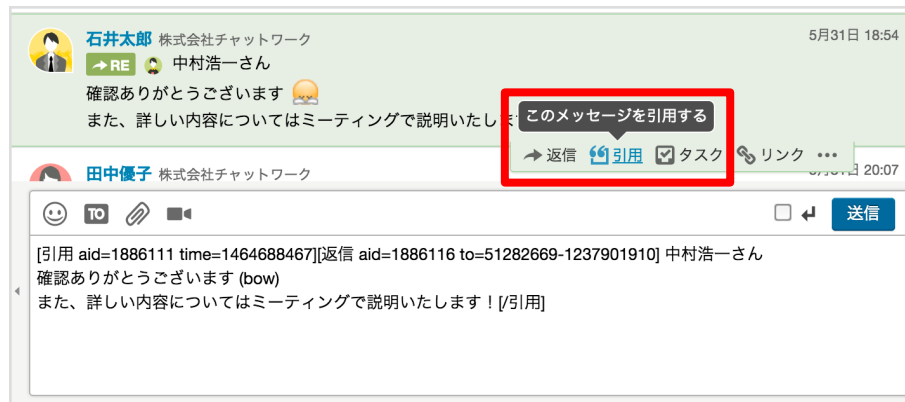 石井太郎 株式会社チャットワーク 5月31日 18:54
RE 中村浩一さん
確認ありがとうございます
また、詳しい内容についてはミーティングで説明いたしま
このメッセージを引用する
返信 引用 タスク リンク •••
田中優子 株式会社チャットワーク 20:07
TO 送信
[引用 aid=1886111 time=1464688467][返信 aid=1886116 to=51282669-1237901910] 中村浩一さん
確認ありがとうございます (bow)
また、詳しい内容についてはミーティングで説明いたします！[/引用]